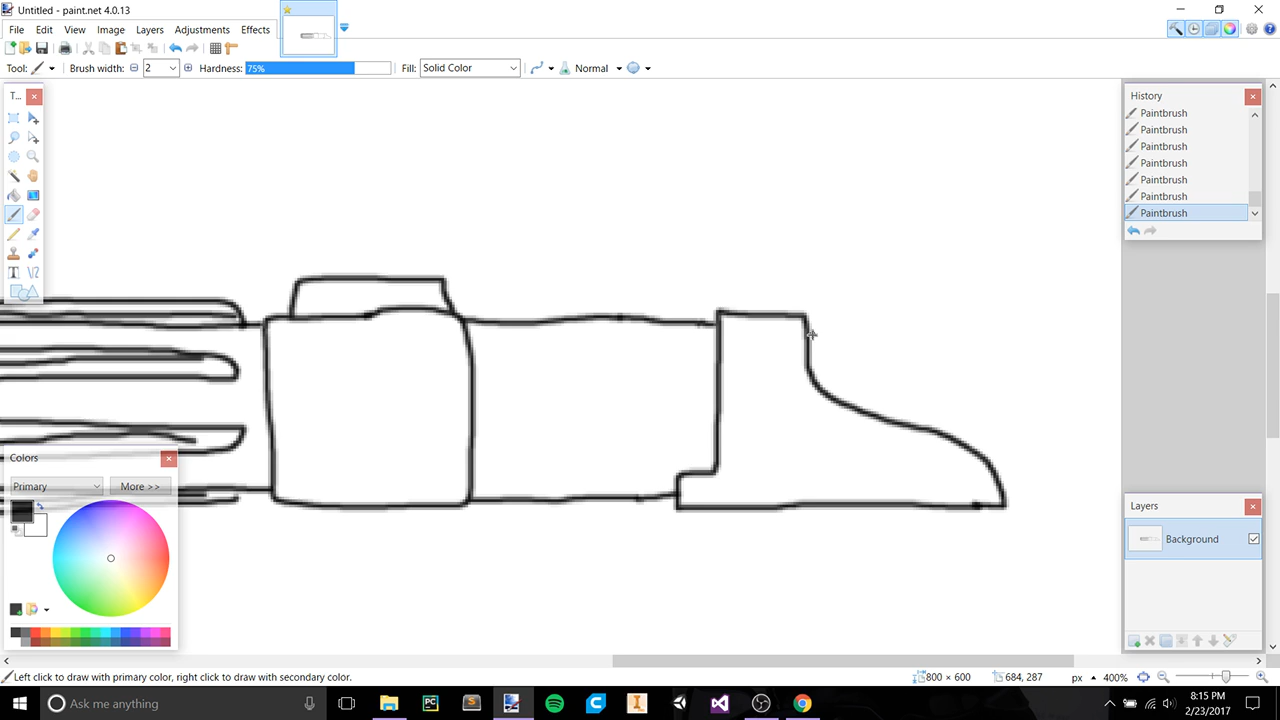 Untitled - paint.net 4.0.13
File Edit View Image Layers Adjustments Effects
Tool: Brush width: 2 Hardness: 75% Fill: Solid Color Normal
T...
History
Paintbrush
Paintbrush
Paintbrush
Paintbrush
Paintbrush
Paintbrush
Paintbrush
Colors
Primary More >>
Layers
Background
Left click to draw with primary color, right click to draw with secondary color. 800 × 600 684, 287 px 400%
Ask me anything
8:15 PM
2/23/2017